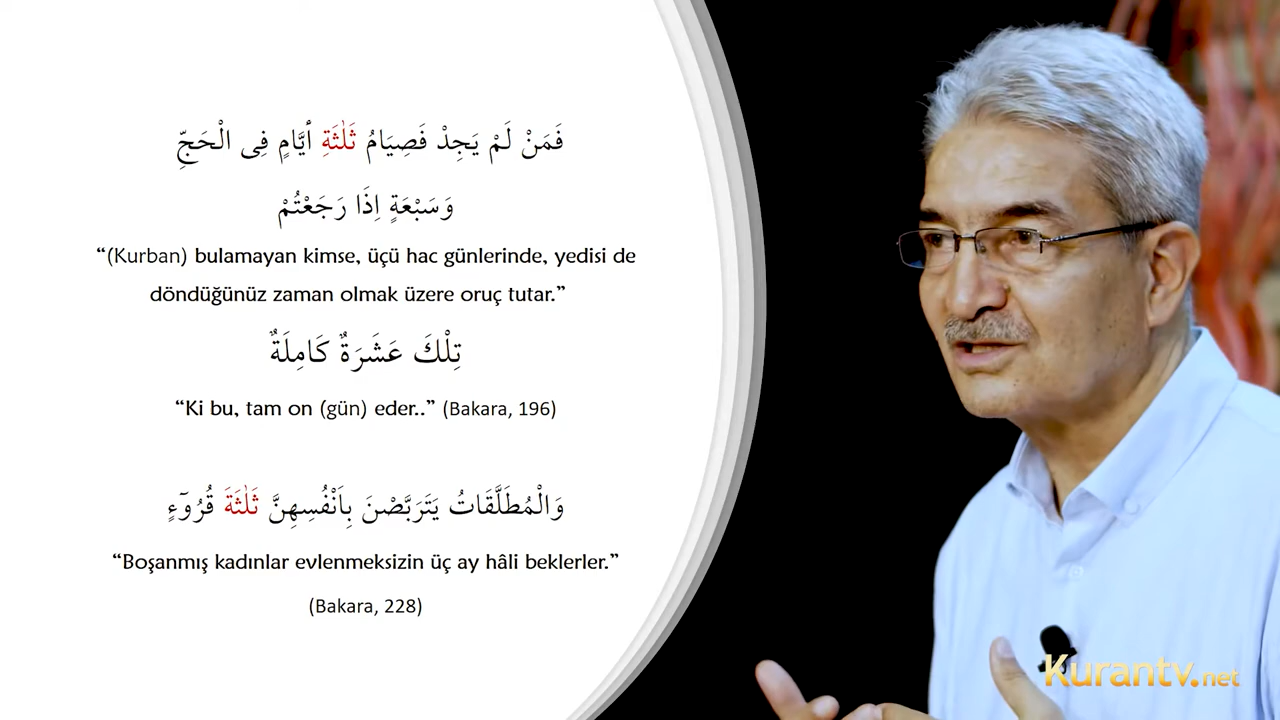 فَمَنْ لَمْ يَجِدْ فَصِيَامُ ثَلٰثَةِ أَيَّامٍ فِى الْحَجِّ
وَسَبْعَةٍ اِذَا رَجَعْتُمْ
“(Kurban) bulamayan kimse, üçü hac günlerinde, yedisi de
döndüğünüz zaman olmak üzere oruç tutar.”
تِلْكَ عَشَرَةٌ كَامِلَةٌ
“Ki bu, tam on (gün) eder..” (Bakara, 196)
وَالْمُطَلَّقَاتُ يَتَرَبَّصْنَ بِاَنْفُسِهِنَّ ثَلٰثَةَ قُرُوٓءٍ
“Boşanmış kadınlar evlenmeksizin üç ay hâli beklerler.”
(Bakara, 228)
Kurantv.net